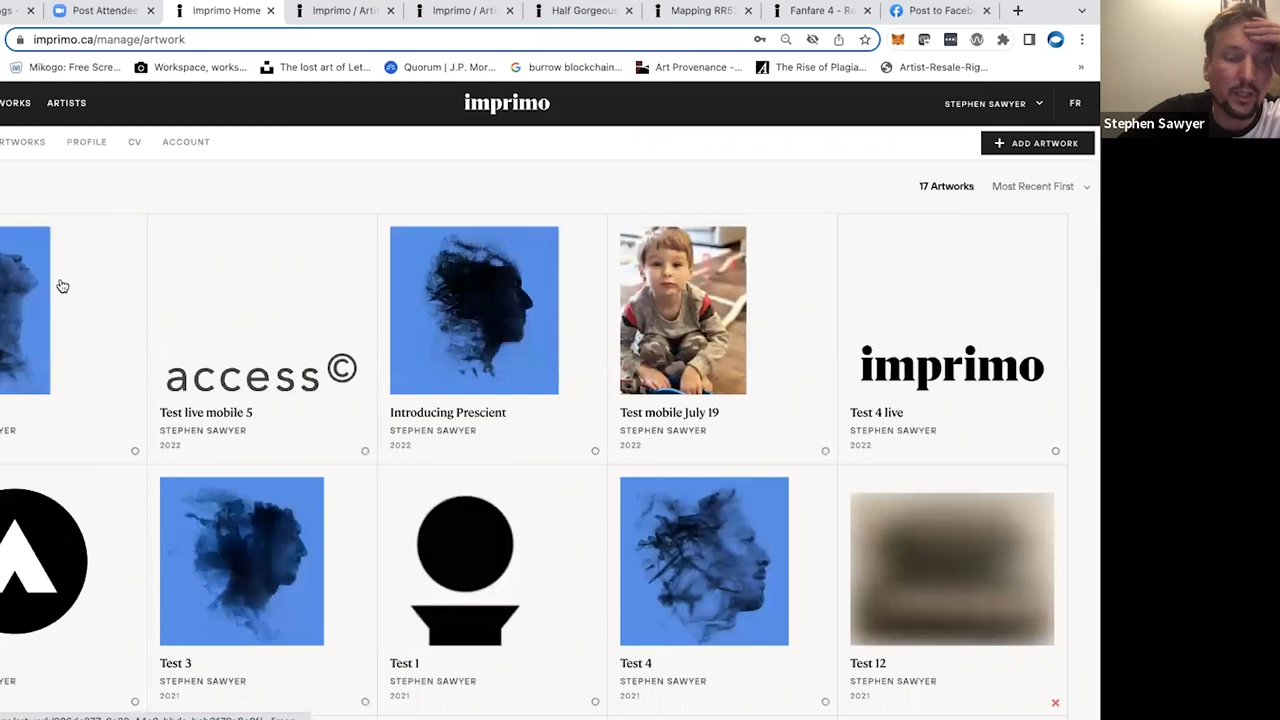 gs -
Post Attendee
Imprimo Home
Imprimo / Arti
Imprimo / Arte
Half Gorgeous
Mapping RR5
Fanfare 4 - Ro
Post to Faceb
imprimo.ca/manage/artwork
Mikogo: Free Scre...
Workspace, works...
The lost art of Let...
Quorum | J.P. Mor...
burrow blockchain...
Art Provenance -...
The Rise of Plagia...
Artist-Resale-Rig...
»
Stephen Sawyer
WORKS
ARTISTS
imprimo
STEPHEN SAWYER
FR
RTWORKS
PROFILE
CV
ACCOUNT
+ ADD ARTWORK
17 Artworks
Most Recent First
access©
imprimo
Test live mobile 5
Introducing Prescient
Test mobile July 19
Test 4 live
YER
STEPHEN SAWYER
STEPHEN SAWYER
STEPHEN SAWYER
STEPHEN SAWYER
2022
2022
2022
2022
Test 3
Test 1
Test 4
Test 12
YER
STEPHEN SAWYER
STEPHEN SAWYER
STEPHEN SAWYER
STEPHEN SAWYER
2021
2021
2021
2021